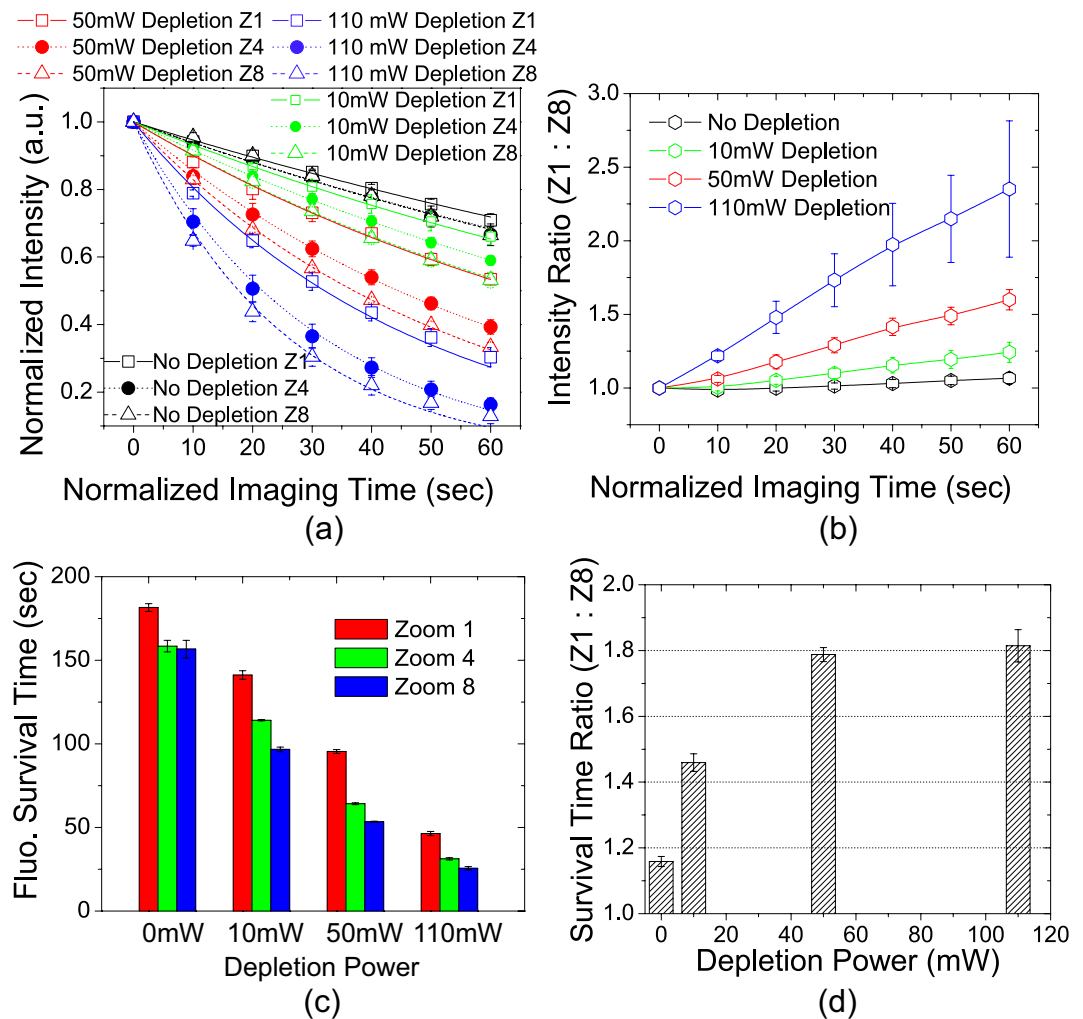 50mW Depletion Z1
110 mW Depletion Z1
50mW Depletion Z4
110 mW Depletion Z4
50mW Depletion Z8
110 mW Depletion Z8
10mW Depletion Z1
10mW Depletion Z4
10mW Depletion Z8
No Depletion Z1
No Depletion Z4
No Depletion Z8
Normalized Intensity (a.u.)
1.0
0.8
0.6
0.4
0.2
0 10 20 30 40 50 60
Normalized Imaging Time (sec)
(a)
No Depletion
10mW Depletion
50mW Depletion
110mW Depletion
Intensity Ratio (Z1 : Z8)
3.0
2.5
2.0
1.5
1.0
0 10 20 30 40 50 60
Normalized Imaging Time (sec)
(b)
Fluo. Survival Time (sec)
200
150
100
50
0
Zoom 1
Zoom 4
Zoom 8
0mW 10mW 50mW 110mW
Depletion Power
(c)
Survival Time Ratio (Z1 : Z8)
2.0
1.8
1.6
1.4
1.2
1.0
0 20 40 60 80 100 120
Depletion Power (mW)
(d)